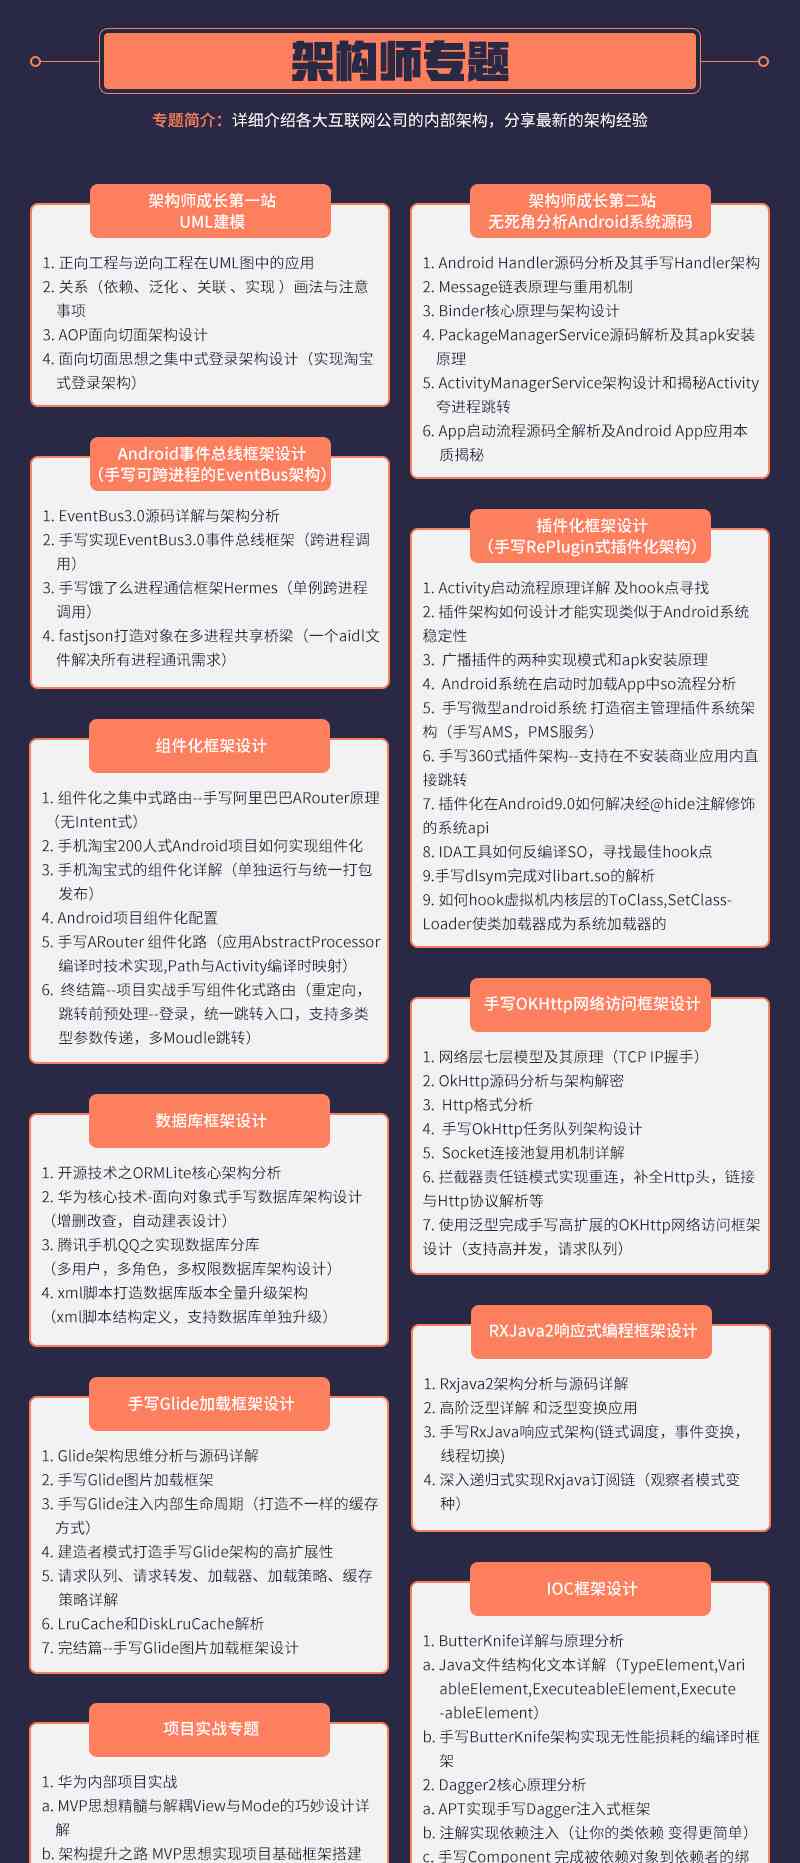 架构师专题
专题简介：详细介绍各大互联网公司的内部架构，分享最新的架构经验
架构师成长第一站
UML建模
1. 正向工程与逆向工程在UML图中的应用
2. 关系（依赖、泛化 、关联 、实现 ）画法与注意
事项
3. AOP面向切面架构设计
4. 面向切面思想之集中式登录架构设计（实现淘宝
式登录架构）
Android事件总线框架设计
（手写可跨进程的EventBus架构）
1. EventBus3.0源码详解与架构分析
2. 手写实现EventBus3.0事件总线框架（跨进程调
用）
3. 手写饿了么进程通信框架Hermes（单例跨进程
调用）
4. fastjson打造对象在多进程共享桥梁（一个aidl文
件解决所有进程通讯需求）
组件化框架设计
1. 组件化之集中式路由--手写阿里巴巴ARouter原理
（无Intent式）
2. 手机淘宝200人式Android项目如何实现组件化
3. 手机淘宝式的组件化详解（单独运行与统一打包
发布）
4. Android项目组件化配置
5. 手写ARouter 组件化路（应用AbstractProcessor
编译时技术实现,Path与Activity编译时映射）
6. 终结篇--项目实战手写组件化式路由（重定向，
跳转前预处理--登录，统一跳转入口，支持多类
型参数传递，多Moudle跳转）
数据库框架设计
1. 开源技术之ORMLite核心架构分析
2. 华为核心技术-面向对象式手写数据库架构设计
（增删改查，自动建表设计）
3. 腾讯手机QQ之实现数据库分库
（多用户，多角色，多权限数据库架构设计）
4. xml脚本打造数据库版本全量升级架构
（xml脚本结构定义，支持数据库单独升级）
手写Glide加载框架设计
1. Glide架构思维分析与源码详解
2. 手写Glide图片加载框架
3. 手写Glide注入内部生命周期（打造不一样的缓存
方式）
4. 建造者模式打造手写Glide架构的高扩展性
5. 请求队列、请求转发、加载器、加载策略、缓存
策略详解
6. LruCache和DiskLruCache解析
7. 完结篇--手写Glide图片加载框架设计
项目实战专题
1. 华为内部项目实战
a. MVP思想精髓与解耦View与Mode的巧妙设计详
解
b. 架构提升之路 MVP思想实现项目基础框架搭建
架构师成长第二站
无死角分析Android系统源码
1. Android Handler源码分析及其手写Handler架构
2. Message链表原理与重用机制
3. Binder核心原理与架构设计
4. PackageManagerService源码解析及其apk安装
原理
5. ActivityManagerService架构设计和揭秘Activity
夸进程跳转
6. App启动流程源码全解析及Android App应用本
质揭秘
插件化框架设计
（手写RePlugin式插件化架构）
1. Activity启动流程原理详解 及hook点寻找
2. 插件架构如何设计才能实现类似于Android系统
稳定性
3. 广播插件的两种实现模式和apk安装原理
4. Android系统在启动时加载App中so流程分析
5. 手写微型android系统 打造宿主管理插件系统架
构（手写AMS，PMS服务）
6. 手写360式插件架构--支持在不安装商业应用内直
接跳转
7. 插件化在Android9.0如何解决经@hide注解修饰
的系统api
8. IDA工具如何反编译SO，寻找最佳hook点
9.手写dlsym完成对libart.so的解析
9. 如何hook虚拟机内核层的ToClass,SetClass-
Loader使类加载器成为系统加载器的
手写OKHttp网络访问框架设计
1. 网络层七层模型及其原理（TCP IP握手）
2. OkHttp源码分析与架构解密
3. Http格式分析
4. 手写OkHttp任务队列架构设计
5. Socket连接池复用机制详解
6. 拦截器责任链模式实现重连，补全Http头，链接
与Http协议解析等
7. 使用泛型完成手写高扩展的OKHttp网络访问框架
设计（支持高并发，请求队列）
RXJava2响应式编程框架设计
1. Rxjava2架构分析与源码详解
2. 高阶泛型详解 和泛型变换应用
3. 手写RxJava响应式架构(链式调度，事件变换，
线程切换)
4. 深入递归式实现Rxjava订阅链（观察者模式变
种）
IOC框架设计
1. ButterKnife详解与原理分析
a. Java文件结构化文本详解（TypeElement,Vari
ableElement,ExecuteableElement,Execute
-ableElement）
b. 手写ButterKnife架构实现无性能损耗的编译时框
架
2. Dagger2核心原理分析
a. APT实现手写Dagger注入式框架
b. 注解实现依赖注入（让你的类依赖 变得更简单）
c. 手写Component 完成被依赖对象到依赖者的绑